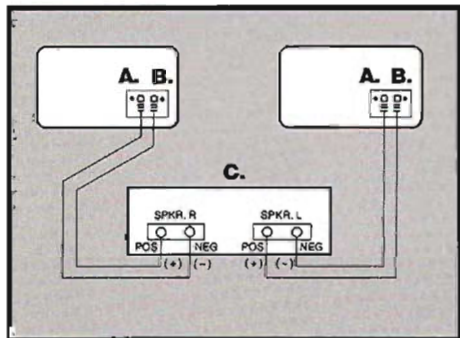 A. B.
A. B.
C.
SPKR. R SPKR. L
POS NEG POS NEG
(+) (−) (+) (−)